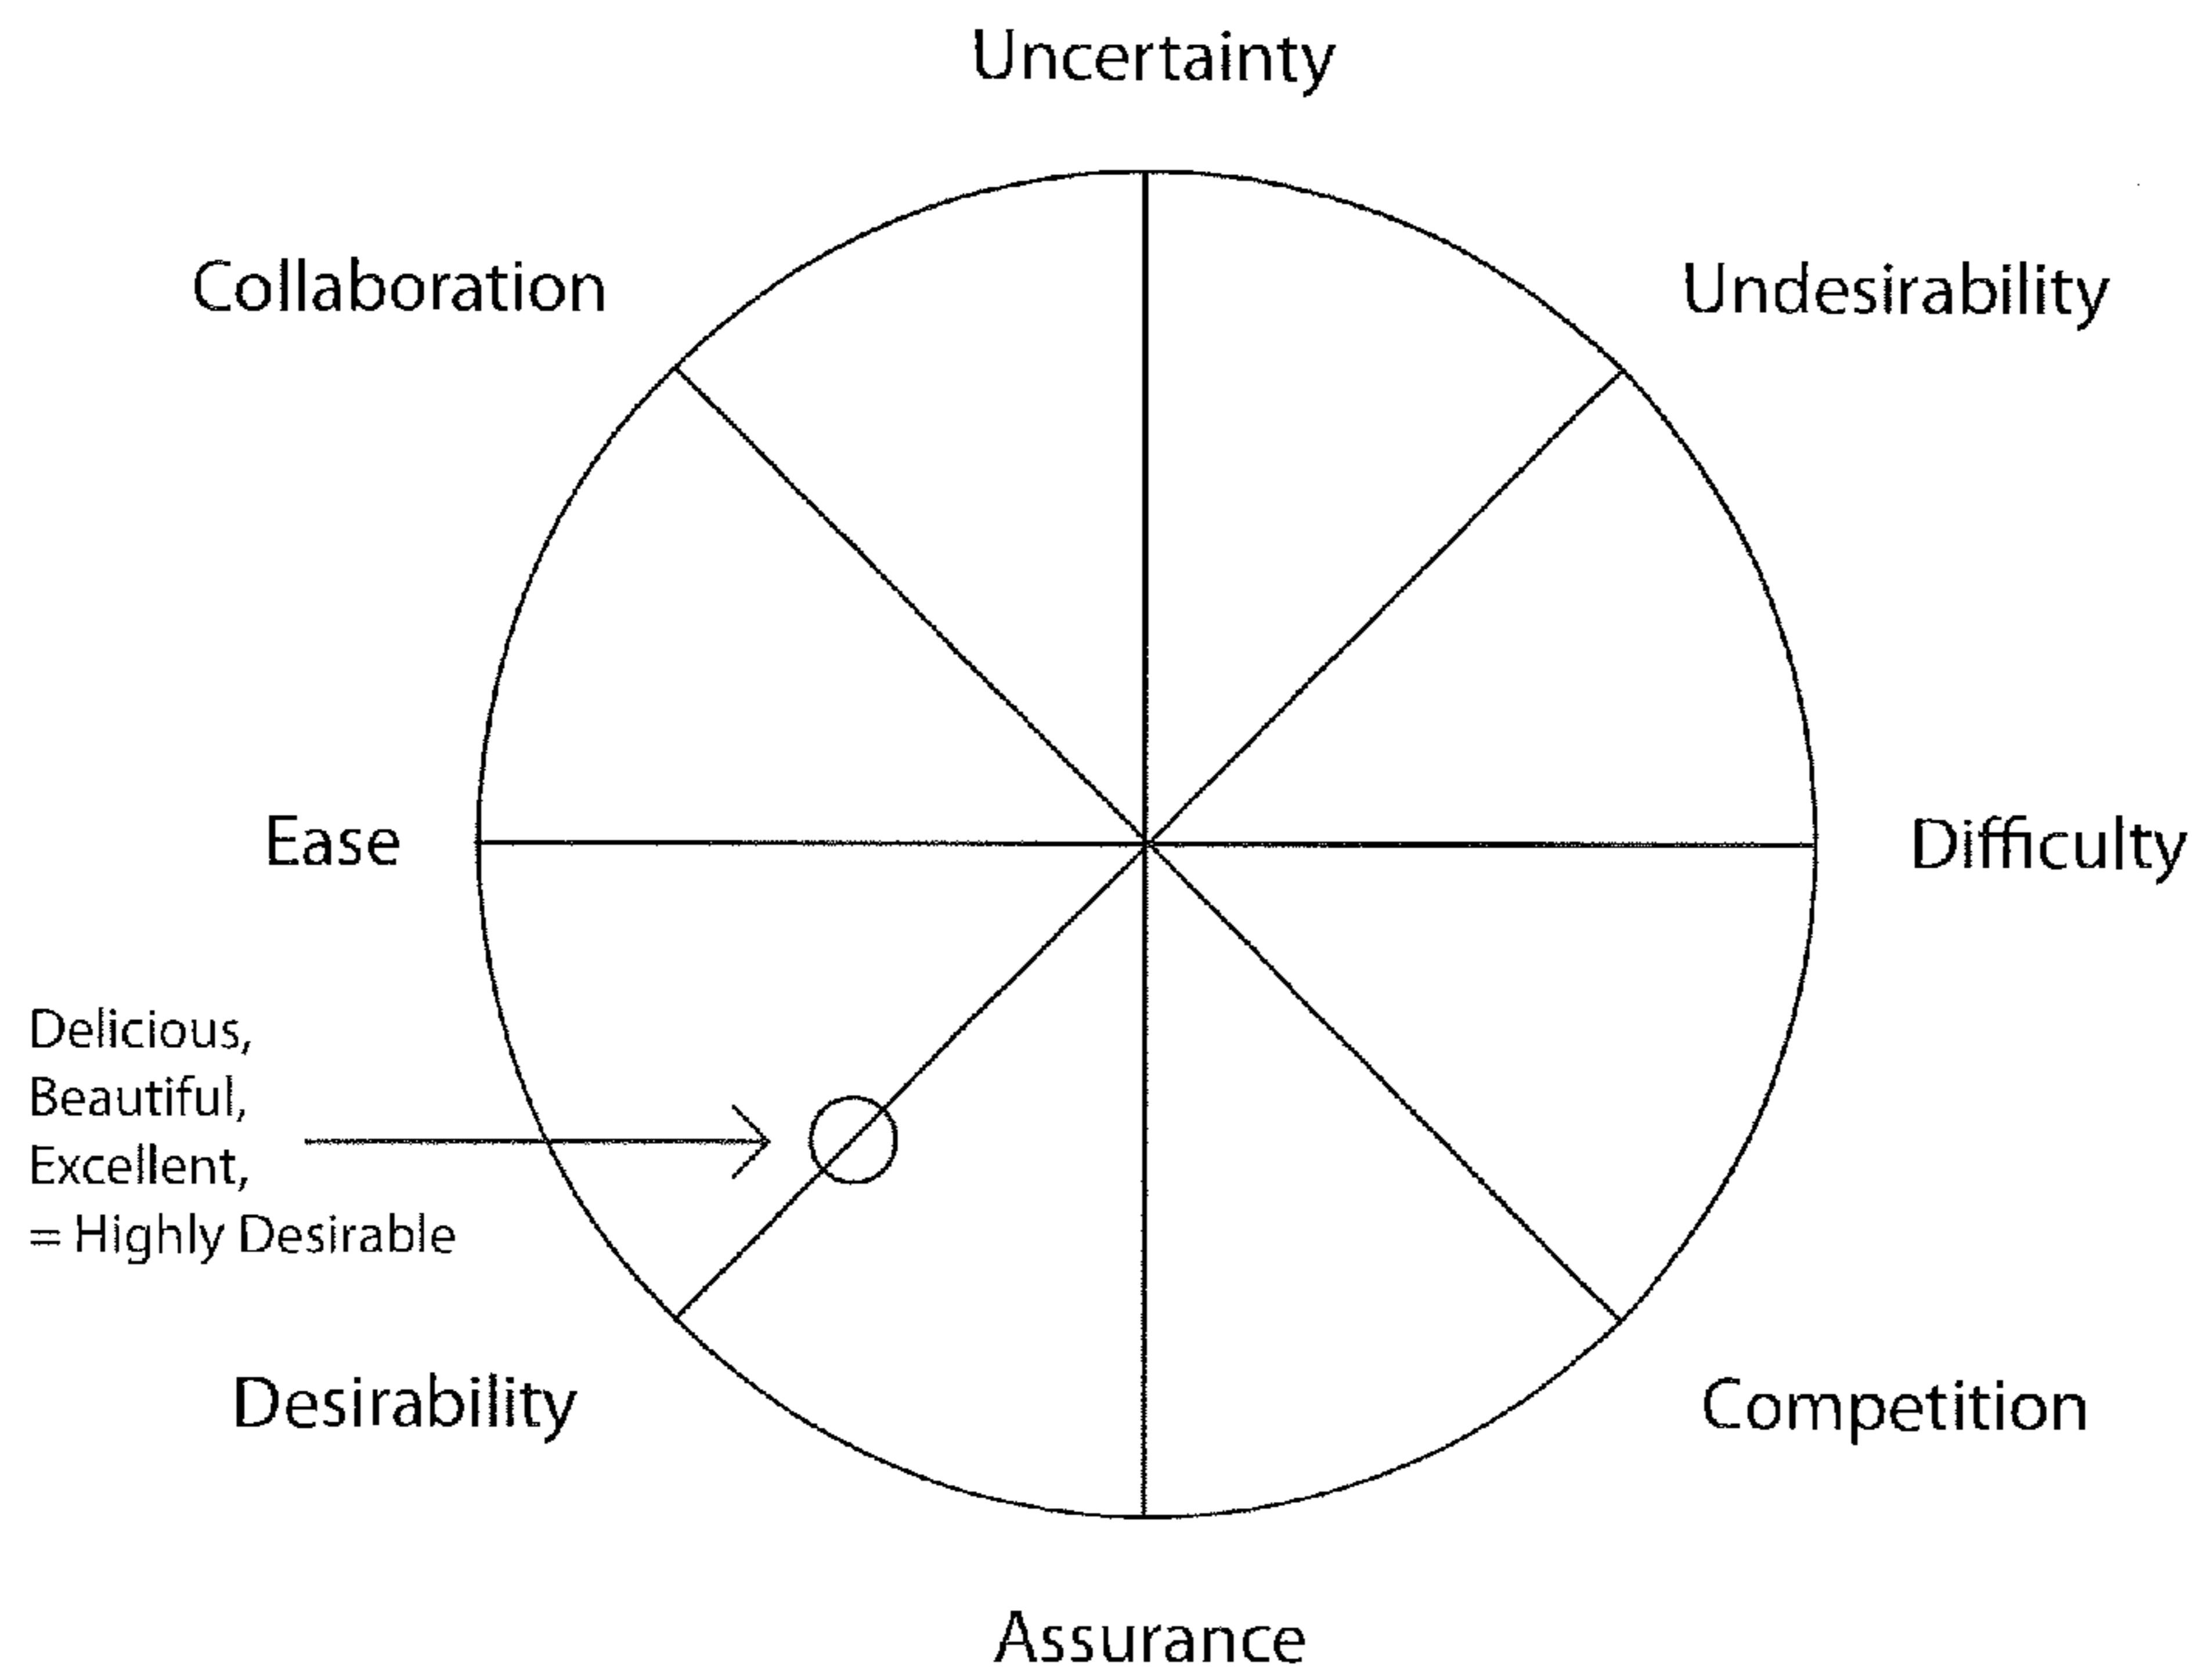 Uncertainty
Collaboration
Undesirability
Ease
Difficulty
Delicious,
Beautiful,
Excellent,
= Highly Desirable
Desirability
Competition
Assurance